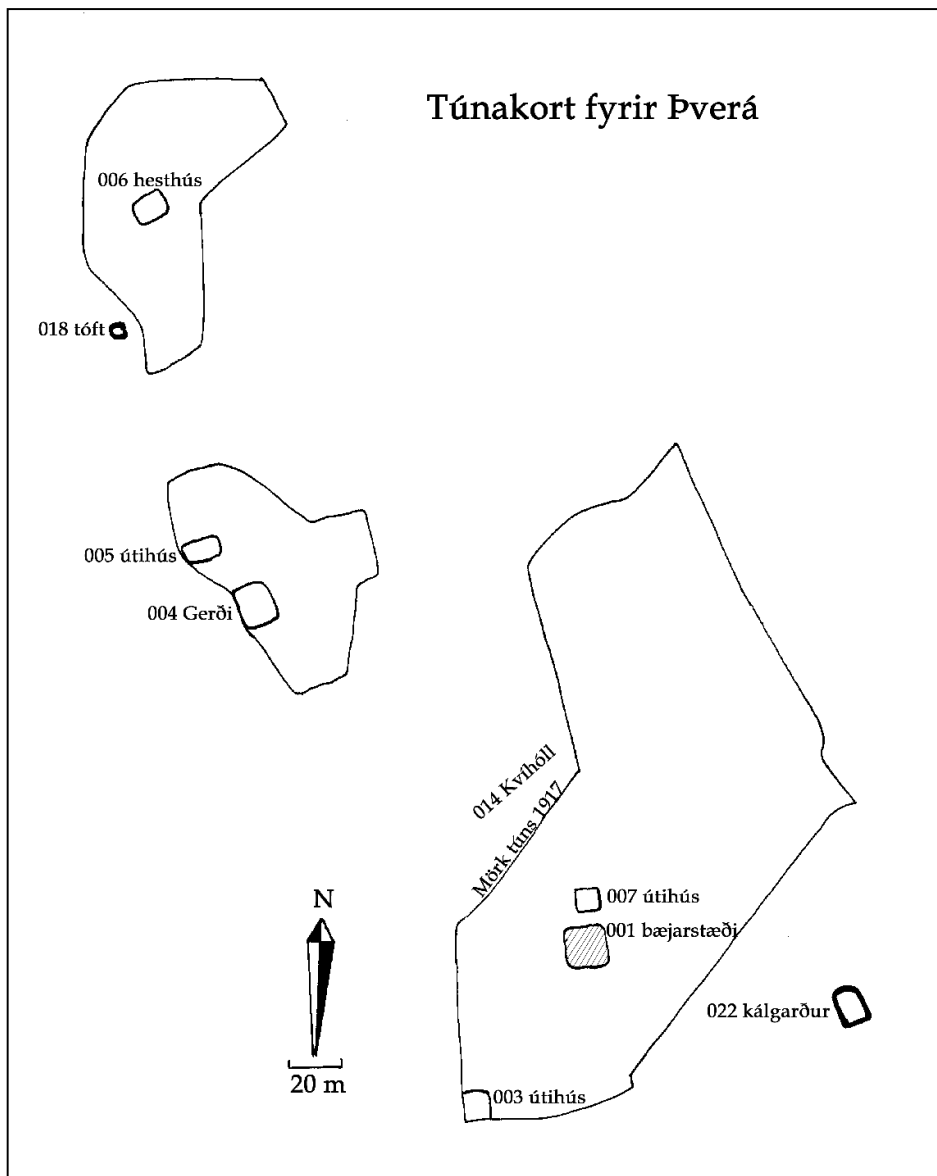 Túnakort fyrir Þverá
006 hesthús
018 tóft
005 útihús
004 Gerði
014 Kvíhóll
Mörk túns 1917
007 útihús
001 bæjarstæði
022 kálgarður
003 útihús
N
20 m